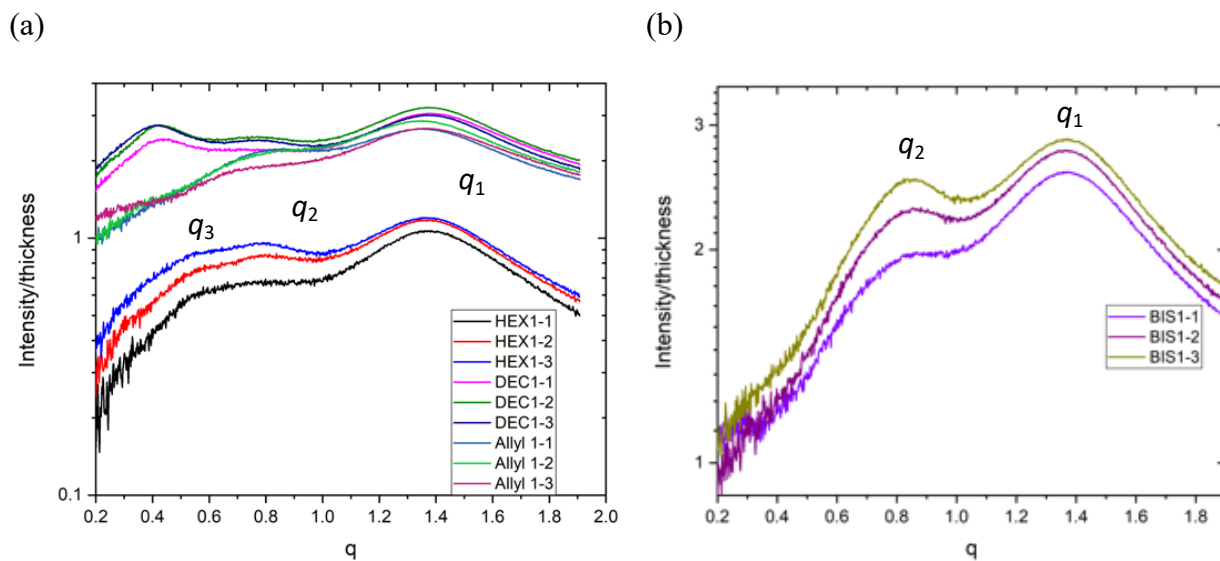 (a)
Intensity/thickness
1
0.1
q3
q2
q1
HEX1-1
HEX1-2
HEX1-3
DEC1-1
DEC1-2
DEC1-3
Allyl 1-1
Allyl 1-2
Allyl 1-3
0.2 0.4 0.6 0.8 1.0 1.2 1.4 1.6 1.8 2.0
q
(b)
Intensity/thickness
3
2
1
q2
q1
BIS1-1
BIS1-2
BIS1-3
0.2 0.4 0.6 0.8 1.0 1.2 1.4 1.6 1.8
q